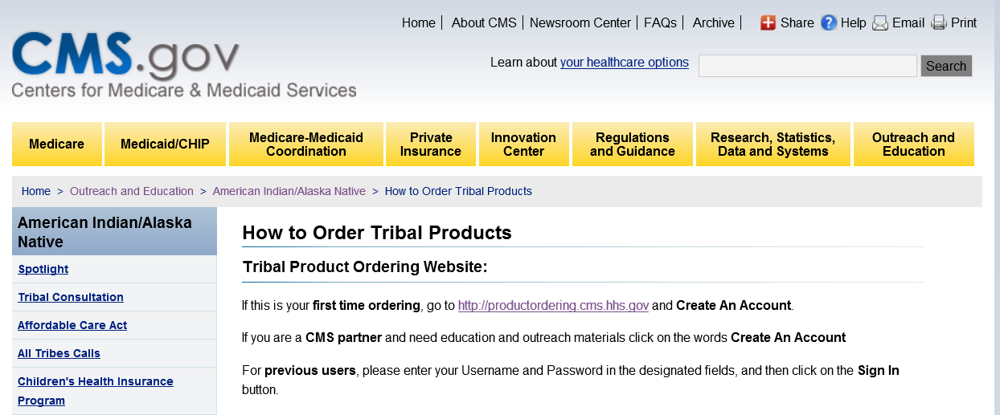 Home | About CMS | Newsroom Center | FAQs | Archive | Share Help Email Print
CMS.gov
Centers for Medicare & Medicaid Services
Learn about your healthcare options Search
Medicare Medicaid/CHIP Medicare-Medicaid Coordination Private Insurance Innovation Center Regulations and Guidance Research, Statistics, Data and Systems Outreach and Education
Home > Outreach and Education > American Indian/Alaska Native > How to Order Tribal Products
American Indian/Alaska
Native
Spotlight
Tribal Consultation
Affordable Care Act
All Tribes Calls
Children's Health Insurance
Program
How to Order Tribal Products
Tribal Product Ordering Website:
If this is your first time ordering, go to http://productordering.cms.hhs.gov and Create An Account.
If you are a CMS partner and need education and outreach materials click on the words Create An Account
For previous users, please enter your Username and Password in the designated fields, and then click on the Sign In
button.